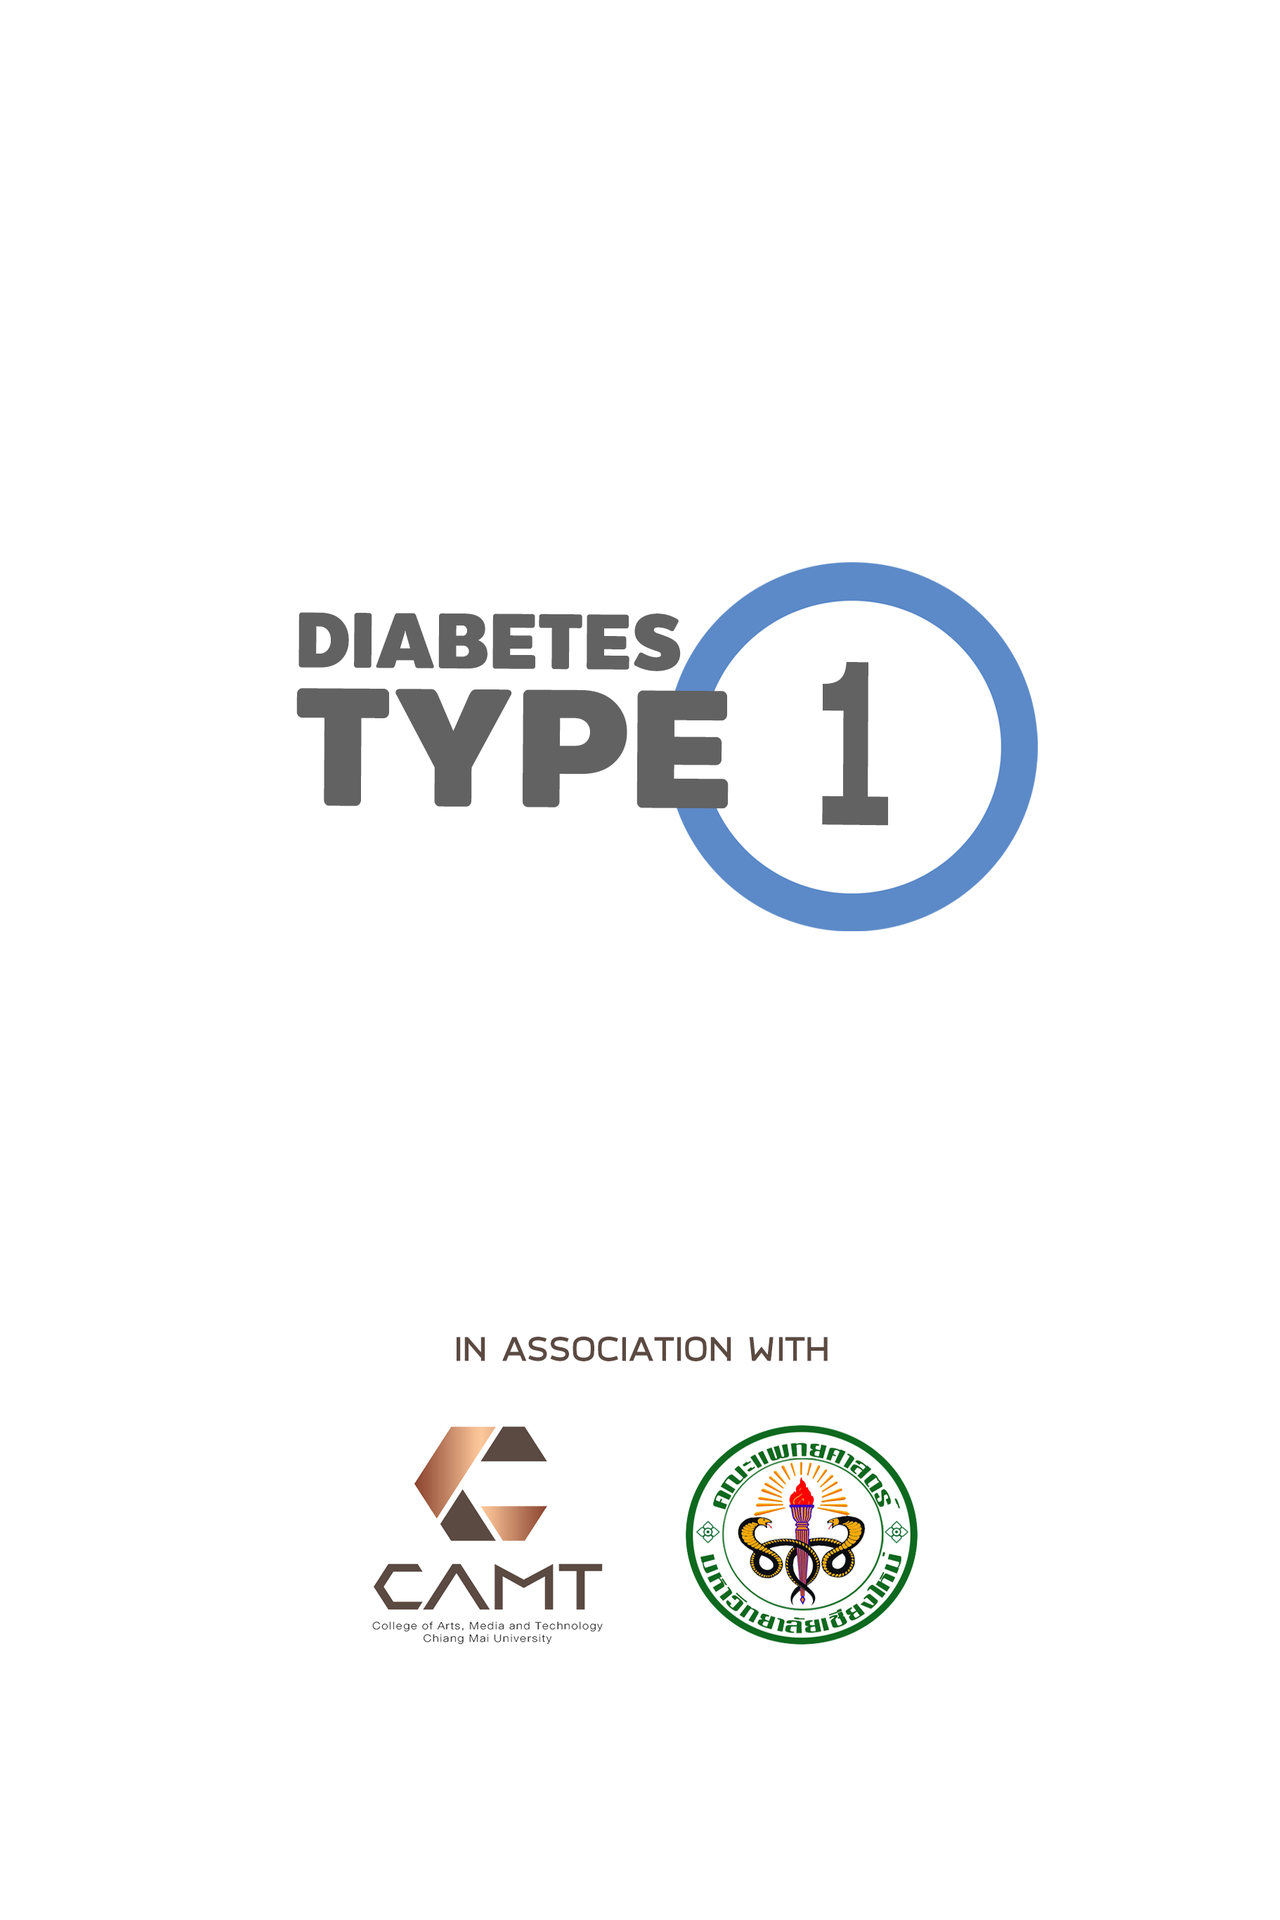 DIABETES
TYPE 1
IN ASSOCIATION WITH
CAMT
College of Arts, Media and Technology
Chiang Mai University
คณะแพทยศาสตร์
มหาวิทยาลัยเชียงใหม่